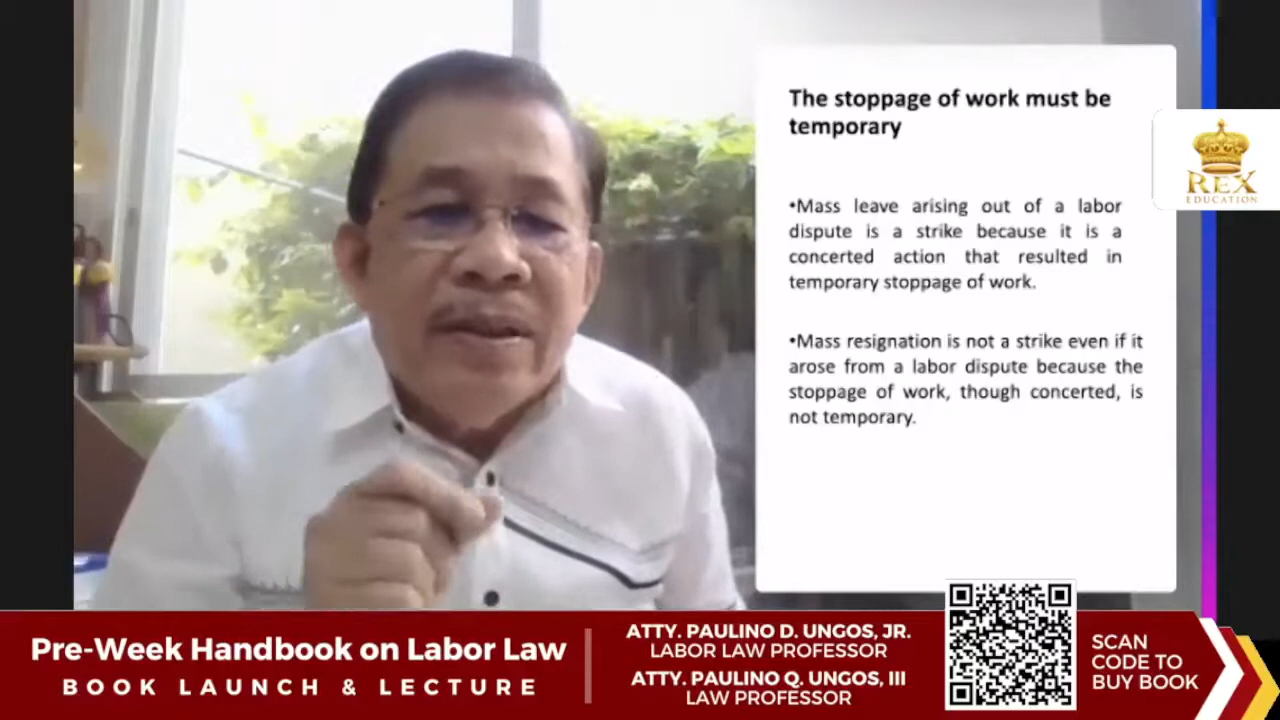 The stoppage of work must be
temporary
•Mass leave arising out of a labor
dispute is a strike because it is a
concerted action that resulted in
temporary stoppage of work.
•Mass resignation is not a strike even if it
arose from a labor dispute because the
stoppage of work, though concerted, is
not temporary.
REX
EDUCATION
Pre-Week Handbook on Labor Law
BOOK LAUNCH & LECTURE
ATTY. PAULINO D. UNGOS, JR.
LABOR LAW PROFESSOR
ATTY. PAULINO Q. UNGOS, III
LAW PROFESSOR
SCAN
CODE TO
BUY BOOK